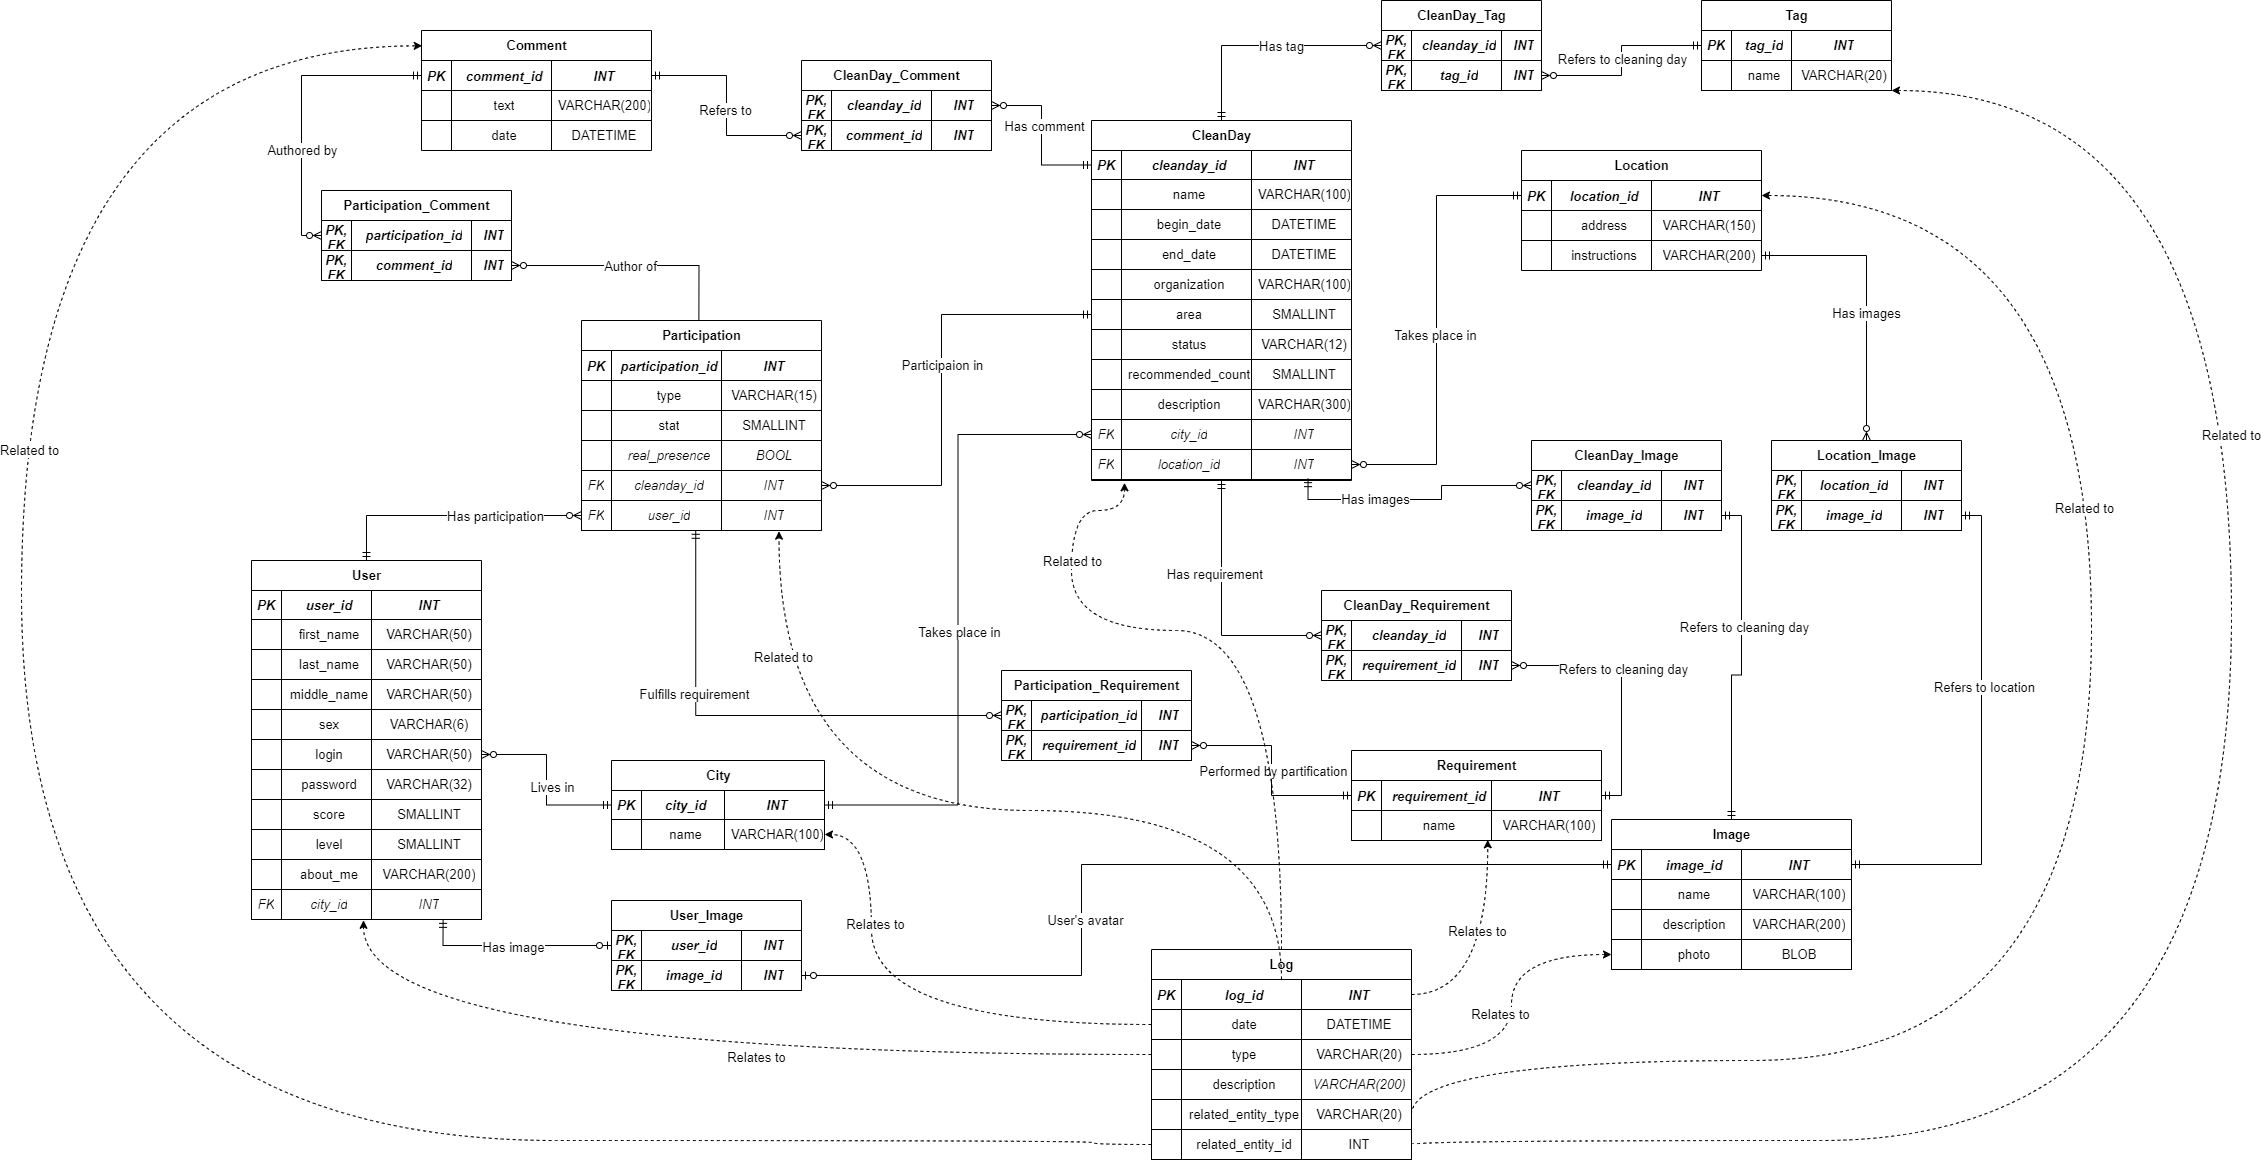 CleanDay_Tag
PK, FK cleanday_id INT
PK, FK tag_id INT
Has tag
Refers to cleaning day
Tag
PK tag_id INT
name VARCHAR(20)
Comment
PK comment_id INT
text VARCHAR(200)
date DATETIME
Refers to
CleanDay_Comment
PK, FK cleanday_id INT
PK, FK comment_id INT
Has comment
Authored by
Participation_Comment
PK, FK participation_id INT
PK, FK comment_id INT
Author of
CleanDay
PK cleanday_id INT
name VARCHAR(100)
begin_date DATETIME
end_date DATETIME
organization VARCHAR(100)
area SMALLINT
status VARCHAR(12)
recommended_count SMALLINT
description VARCHAR(300)
FK city_id INT
FK location_id INT
Location
PK location_id INT
address VARCHAR(150)
instructions VARCHAR(200)
Takes place in
Has images
Participation
PK participation_id INT
type VARCHAR(15)
stat SMALLINT
real_presence BOOL
FK cleanday_id INT
FK user_id INT
Participaion in
Related to
Related to
Related to
CleanDay_Image
PK, FK cleanday_id INT
PK, FK image_id INT
Has images
Location_Image
PK, FK location_id INT
PK, FK image_id INT
Has participation
User
PK user_id INT
first_name VARCHAR(50)
last_name VARCHAR(50)
middle_name VARCHAR(50)
sex VARCHAR(6)
login VARCHAR(50)
password VARCHAR(32)
score SMALLINT
level SMALLINT
about_me VARCHAR(200)
FK city_id INT
Related to
Has requirement
CleanDay_Requirement
PK, FK cleanday_id INT
PK, FK requirement_id INT
Refers to cleaning day
Refers to cleaning day
Takes place in
Related to
Fulfills requirement
Participation_Requirement
PK, FK participation_id INT
PK, FK requirement_id INT
Refers to location
Performed by partification
Requirement
PK requirement_id INT
name VARCHAR(100)
Lives in
City
PK city_id INT
name VARCHAR(100)
Image
PK image_id INT
name VARCHAR(100)
description VARCHAR(200)
photo BLOB
User_Image
PK, FK user_id INT
PK, FK image_id INT
Has image
User's avatar
Relates to
Relates to
Relates to
Relates to
Log
PK log_id INT
date DATETIME
type VARCHAR(20)
description VARCHAR(200)
related_entity_type VARCHAR(20)
related_entity_id INT